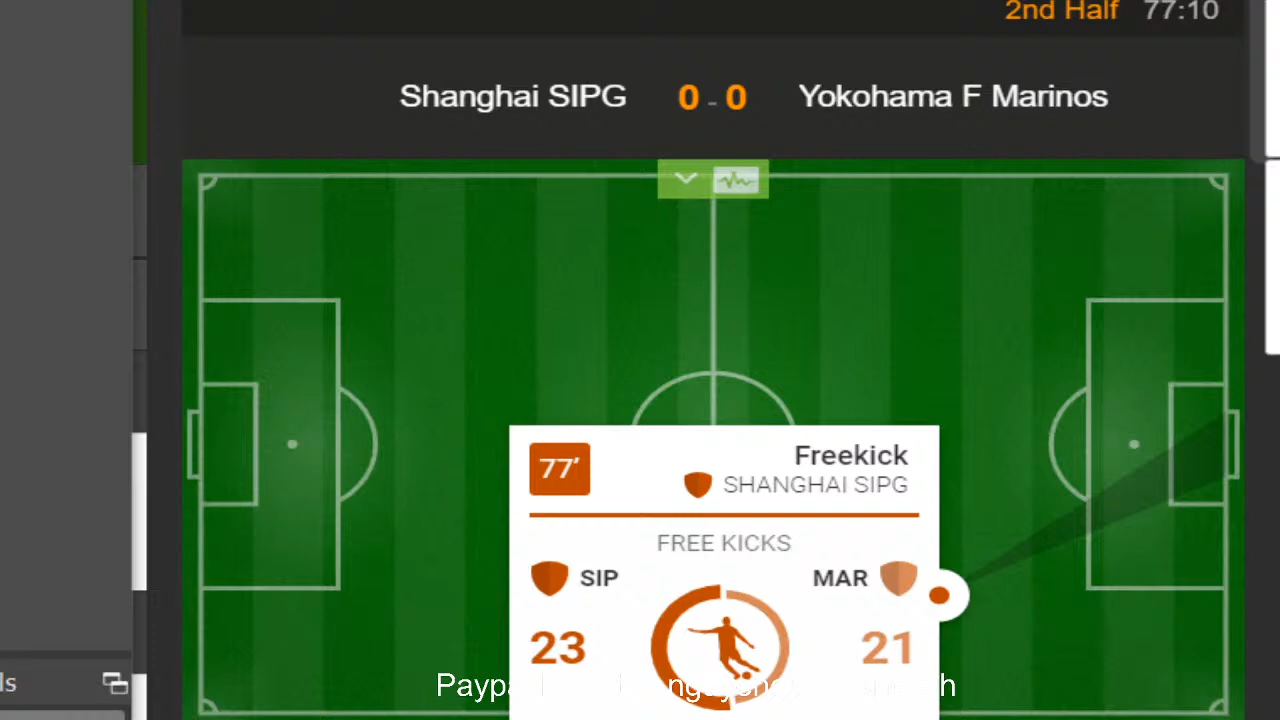 2nd Half 77:10
Shanghai SIPG 0 - 0 Yokohama F Marinos
77′ Freekick
SHANGHAI SIPG
FREE KICKS
SIP MAR
23 21
ls